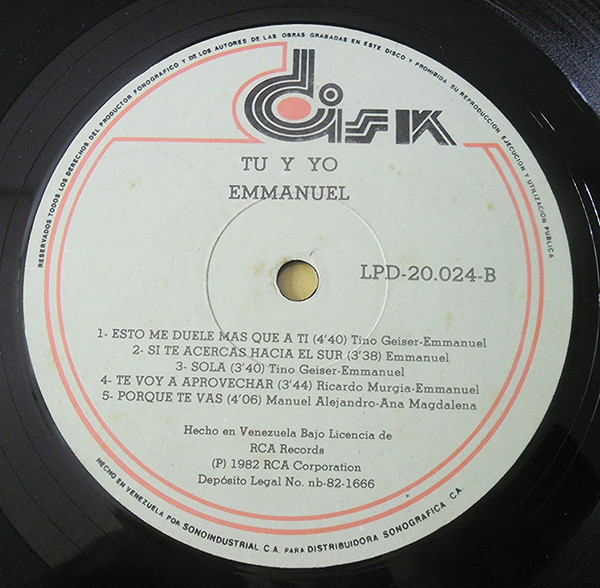 RESERVADOS TODOS LOS DERECHOS DEL PRODUCTOR FONOGRAFICO Y DE LOS AUTORES DE LAS OBRAS GRABADAS EN ESTE DISCO Y PROHIBIDA SU REPRODUCCION EJECUCION Y UTILIZACION PUBLICA
disk
TU Y YO
EMMANUEL
LPD-20.024-B
1- ESTO ME DUELE MAS QUE A TI (4'40) Tino Geiser-Emmanuel
2- SI TE ACERCAS HACIA EL SUR (3'38) Emmanuel
3- SOLA (3'40) Tino Geiser-Emmanuel
4- TE VOY A APROVECHAR (3'44) Ricardo Murgia-Emmanuel
5- PORQUE TE VAS (4'06) Manuel Alejandro-Ana Magdalena
Hecho en Venezuela Bajo Licencia de
RCA Records
(P) 1982 RCA Corporation
Depósito Legal No. nb-82-1666
HECHO EN VENEZUELA POR SONOINDUSTRIAL C.A. PARA DISTRIBUIDORA SONOGRAFICA C.A.